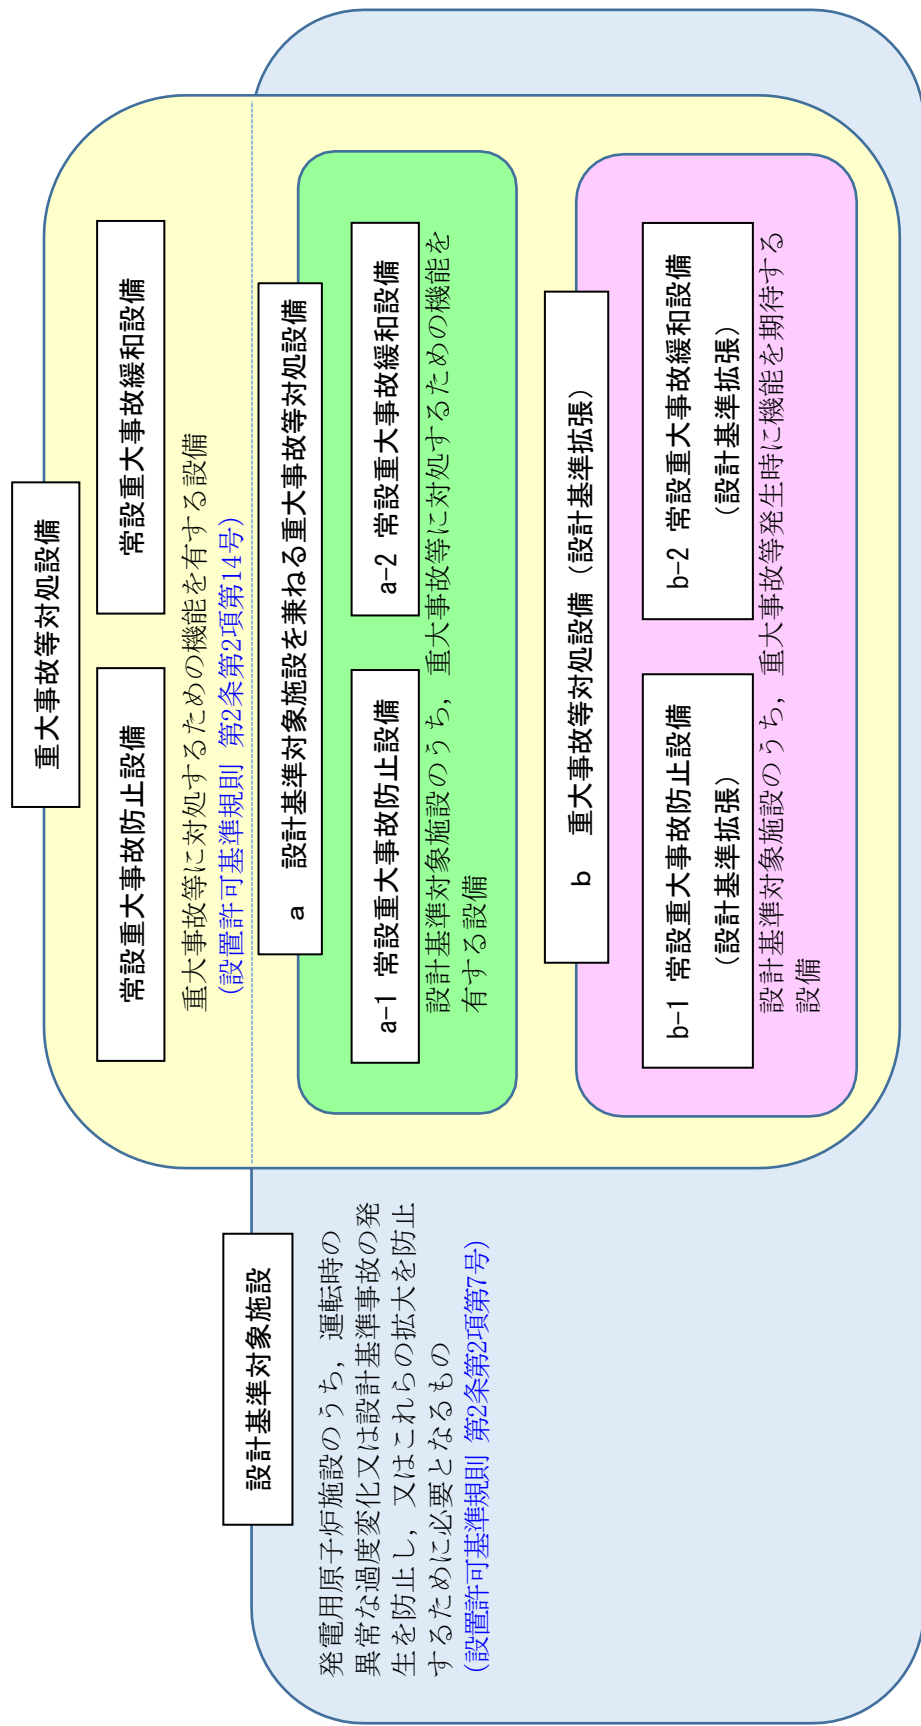 重大事故等対処設備
常設重大事故防止設備
常設重大事故緩和設備
重大事故等に対処するための機能を有する設備
(設置許可基準規則 第2条第2項第14号)
設計基準対象施設
発電用原子炉施設のうち，運転時の
異常な過度変化又は設計基準事故の発
生を防止し，又はこれらの拡大を防止
するために必要となるもの
(設置許可基準規則 第2条第2項第7号)
a 設計基準対象施設を兼ねる重大事故等対処設備
a-1 常設重大事故防止設備
a-2 常設重大事故緩和設備
設計基準対象施設のうち，重大事故等に対処するための機能を
有する設備
b 重大事故等対処設備（設計基準拡張）
b-1 常設重大事故防止設備
（設計基準拡張）
b-2 常設重大事故緩和設備
（設計基準拡張）
設計基準対象施設のうち，重大事故等発生時に機能を期待する
設備